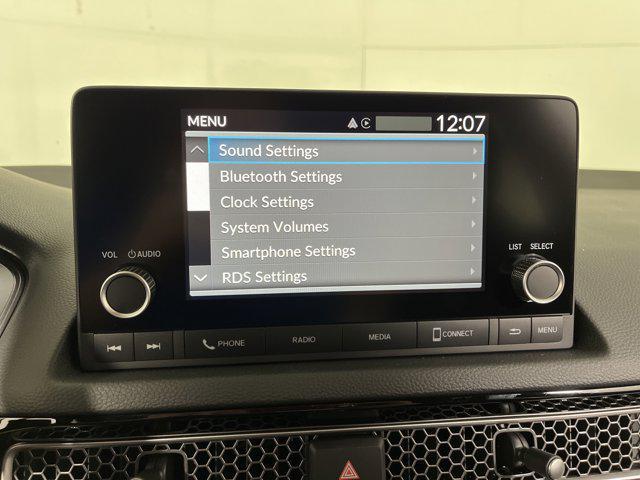 MENU 12:07
Sound Settings
Bluetooth Settings
Clock Settings
System Volumes
Smartphone Settings
RDS Settings
VOL AUDIO
LIST SELECT
PHONE RADIO MEDIA CONNECT MENU